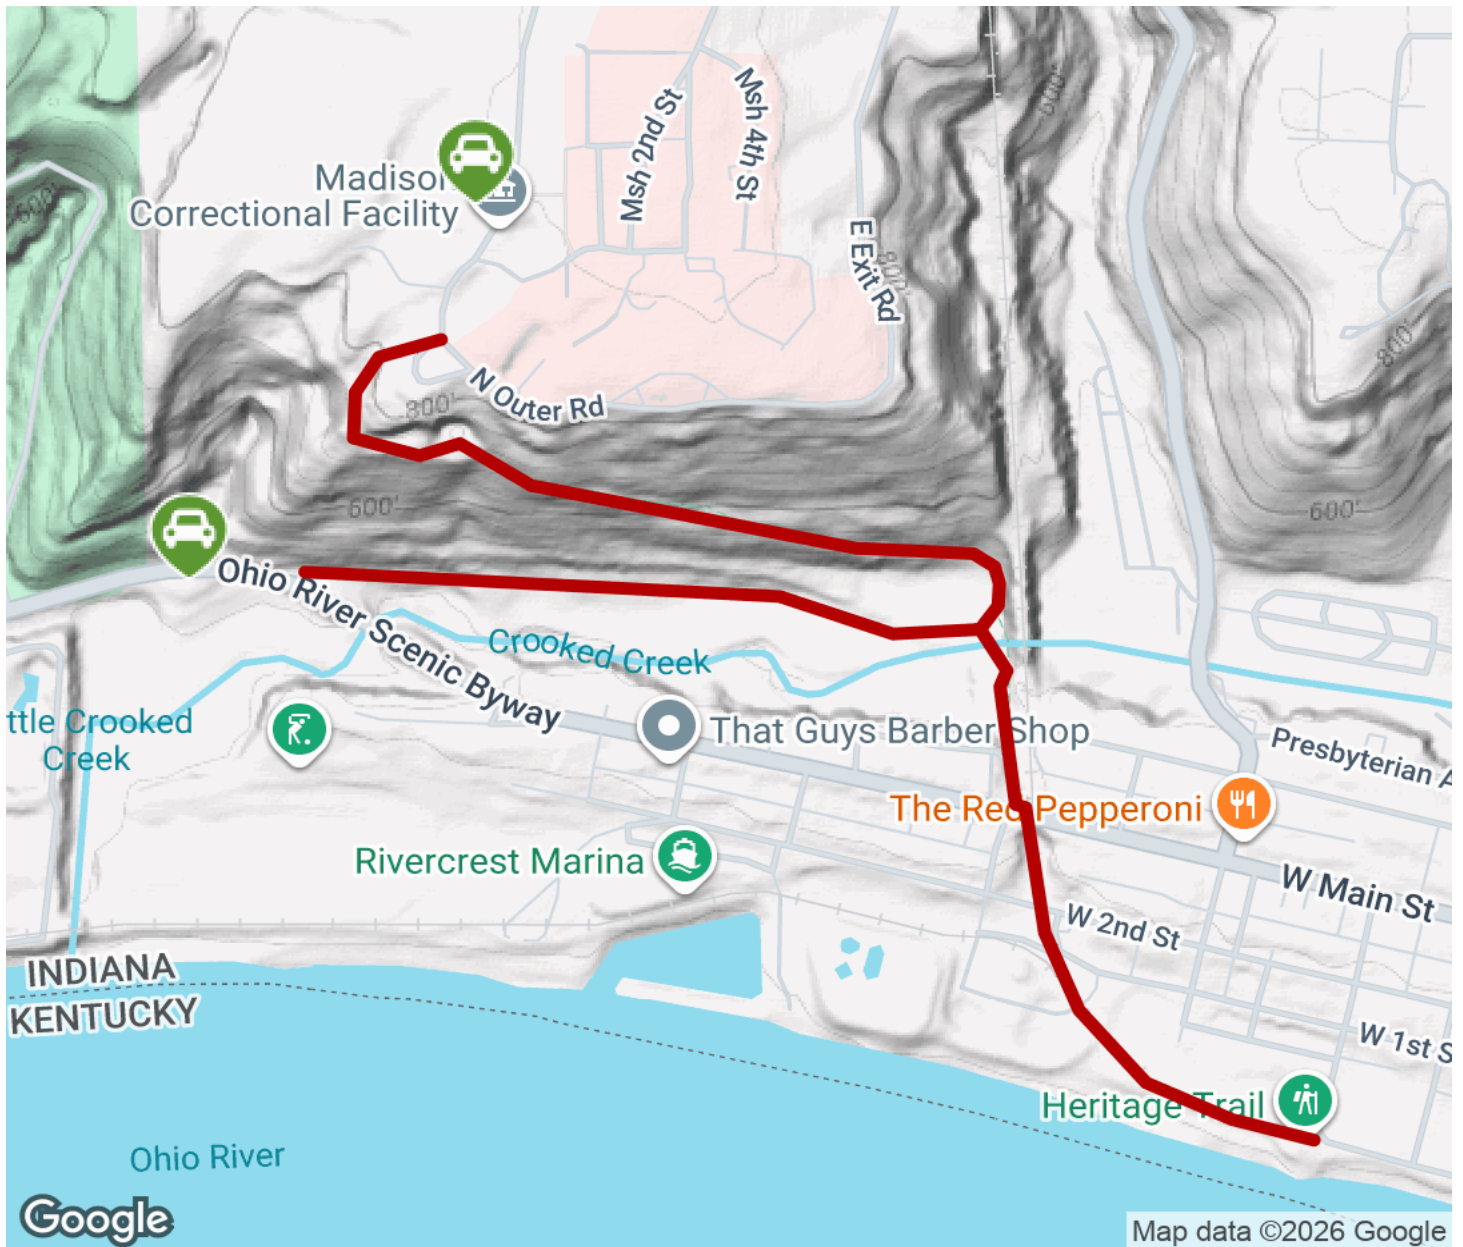 Msh 2nd St
Msh 4th St
600'
Madison
Correctional Facility
600'
E Exit Rd
800'
800'
N Outer Rd
800'
600'
600'
Ohio River Scenic Byway
Crooked Creek
ttle Crooked
Creek
That Guys Barber Shop
Presbyterian A
The Red Pepperoni
Rivercrest Marina
W Main St
W 2nd St
INDIANA
KENTUCKY
W 1st S
Heritage Trail
Ohio River
Google
Map data ©2026 Google